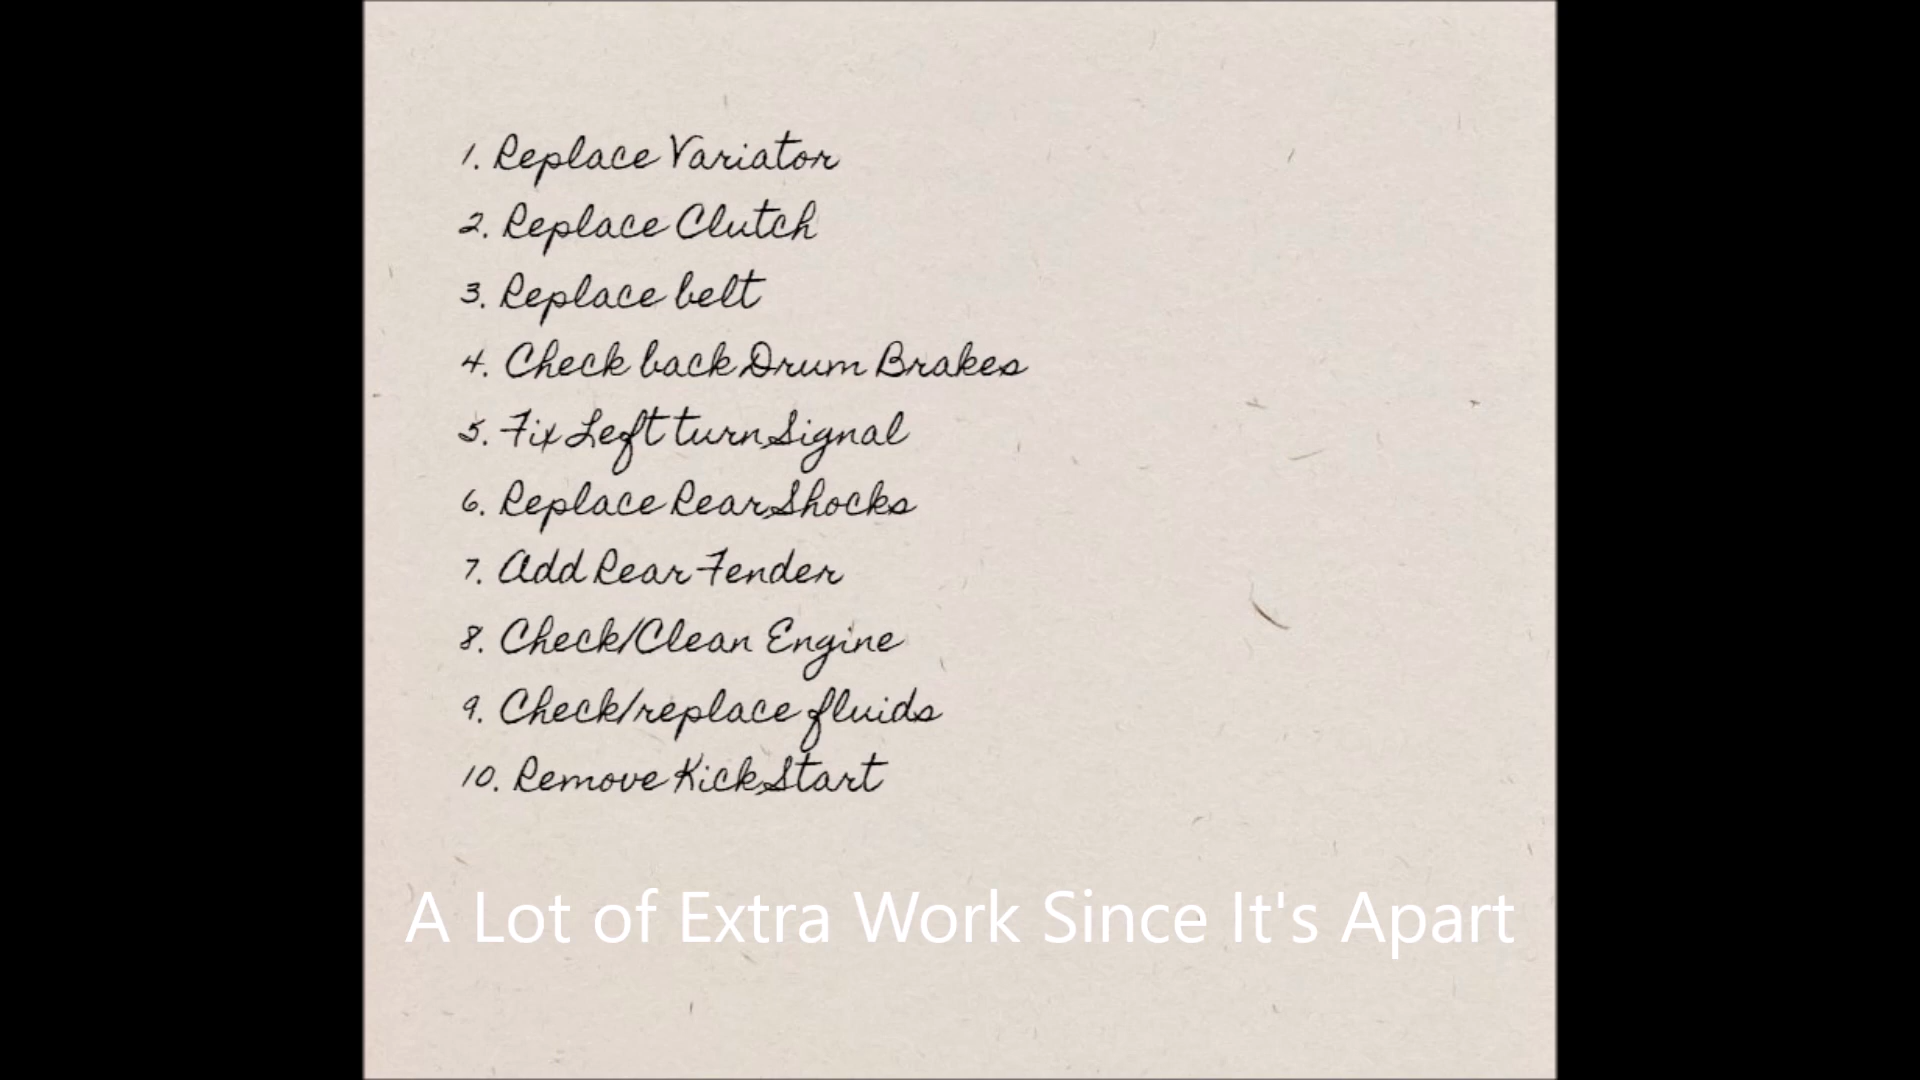 1. Replace Variator
2. Replace Clutch
3. Replace belt
4. Check back Drum Brakes
5. Fix Left turn Signal
6. Replace Rear Shocks
7. Add Rear Fender
8. Check/Clean Engine
9. Check/replace fluids
10. Remove Kick Start
A Lot of Extra Work Since It's Apart